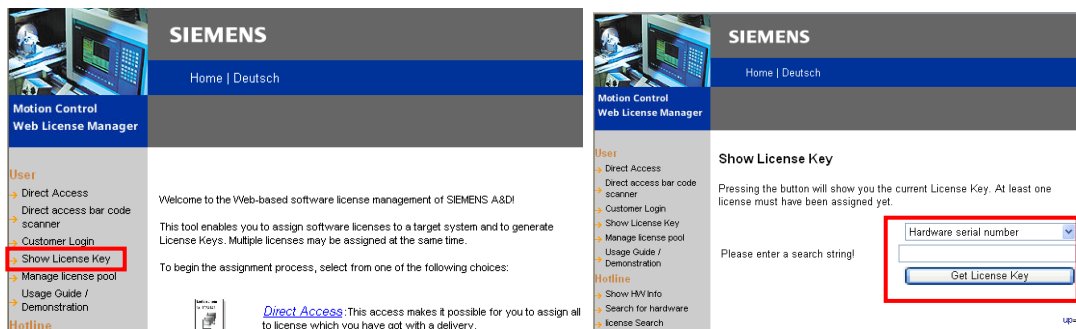 SIEMENS
Home | Deutsch
Motion Control
Web License Manager
User
Direct Access
Direct access bar code
scanner
Customer Login
Show License Key
Manage license pool
Usage Guide /
Demonstration
Hotline
Welcome to the Web-based software license management of SIEMENS A&D!
This tool enables you to assign software licenses to a target system and to generate
License Keys. Multiple licenses may be assigned at the same time.
To begin the assignment process, select from one of the following choices:
Direct Access: This access makes it possible for you to assign all
to license which you have got with a delivery.
SIEMENS
Home | Deutsch
Motion Control
Web License Manager
User
Direct Access
Direct access bar code
scanner
Customer Login
Show License Key
Manage license pool
Usage Guide /
Demonstration
Hotline
Show HW Info
Search for hardware
license Search
Show License Key
Pressing the button will show you the current License Key. At least one
license must have been assigned yet.
Hardware serial number
Please enter a search string!
Get License Key
up=